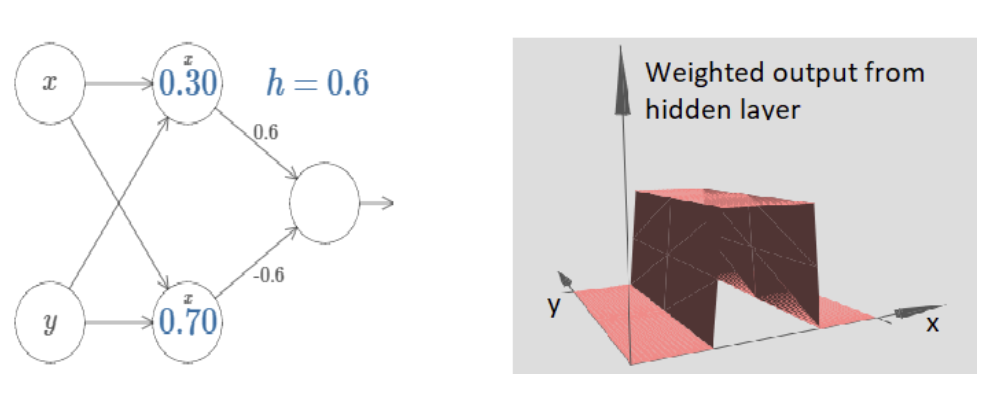 x
x
0.30
h = 0.6
0.6
y
x
0.70
-0.6
Weighted output from
hidden layer
y
x